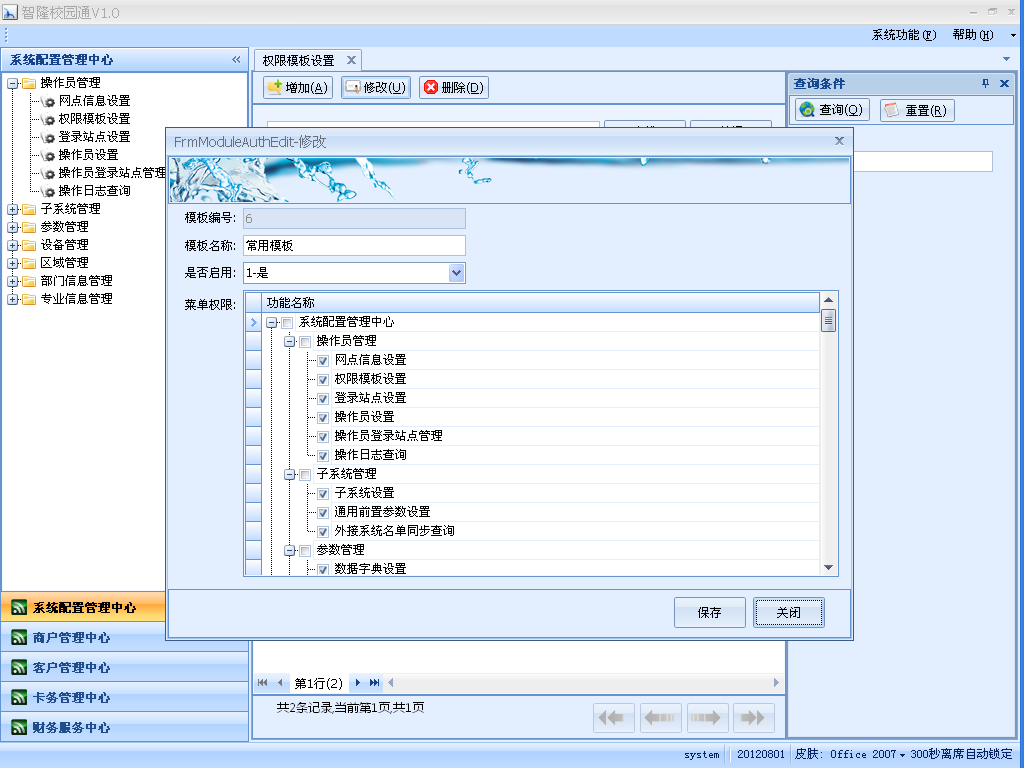 智隆校园通V1.0
系统功能(F) 帮助(H)
系统配置管理中心
操作员管理
网点信息设置
权限模板设置
登录站点设置
操作员设置
操作员登录站点管理
操作日志查询
子系统管理
参数管理
设备管理
区域管理
部门信息管理
专业信息管理
系统配置管理中心
商户管理中心
客户管理中心
卡务管理中心
财务服务中心
权限模板设置
增加(A) 修改(U) 删除(D)
查询条件
查询(Q) 重置(R)
FrmModuleAuthEdit-修改
模板编号: 6
模板名称: 常用模板
是否启用: 1-是
菜单权限: 功能名称
系统配置管理中心
操作员管理
网点信息设置
权限模板设置
登录站点设置
操作员设置
操作员登录站点管理
操作日志查询
子系统管理
子系统设置
通用前置参数设置
外接系统名单同步查询
参数管理
数据字典设置
保存 关闭
第1行(2)
共2条记录,当前第1页,共1页
system 20120801 皮肤: Office 2007 300秒离席自动锁定